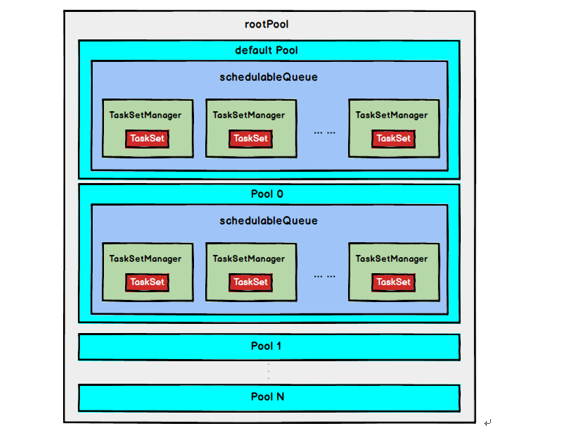 rootPool
default Pool
schedulableQueue
TaskSetManager TaskSetManager TaskSetManager
TaskSet TaskSet ... ... TaskSet
Pool 0
schedulableQueue
TaskSetManager TaskSetManager TaskSetManager
... ...
TaskSet TaskSet TaskSet
Pool 1
Pool N